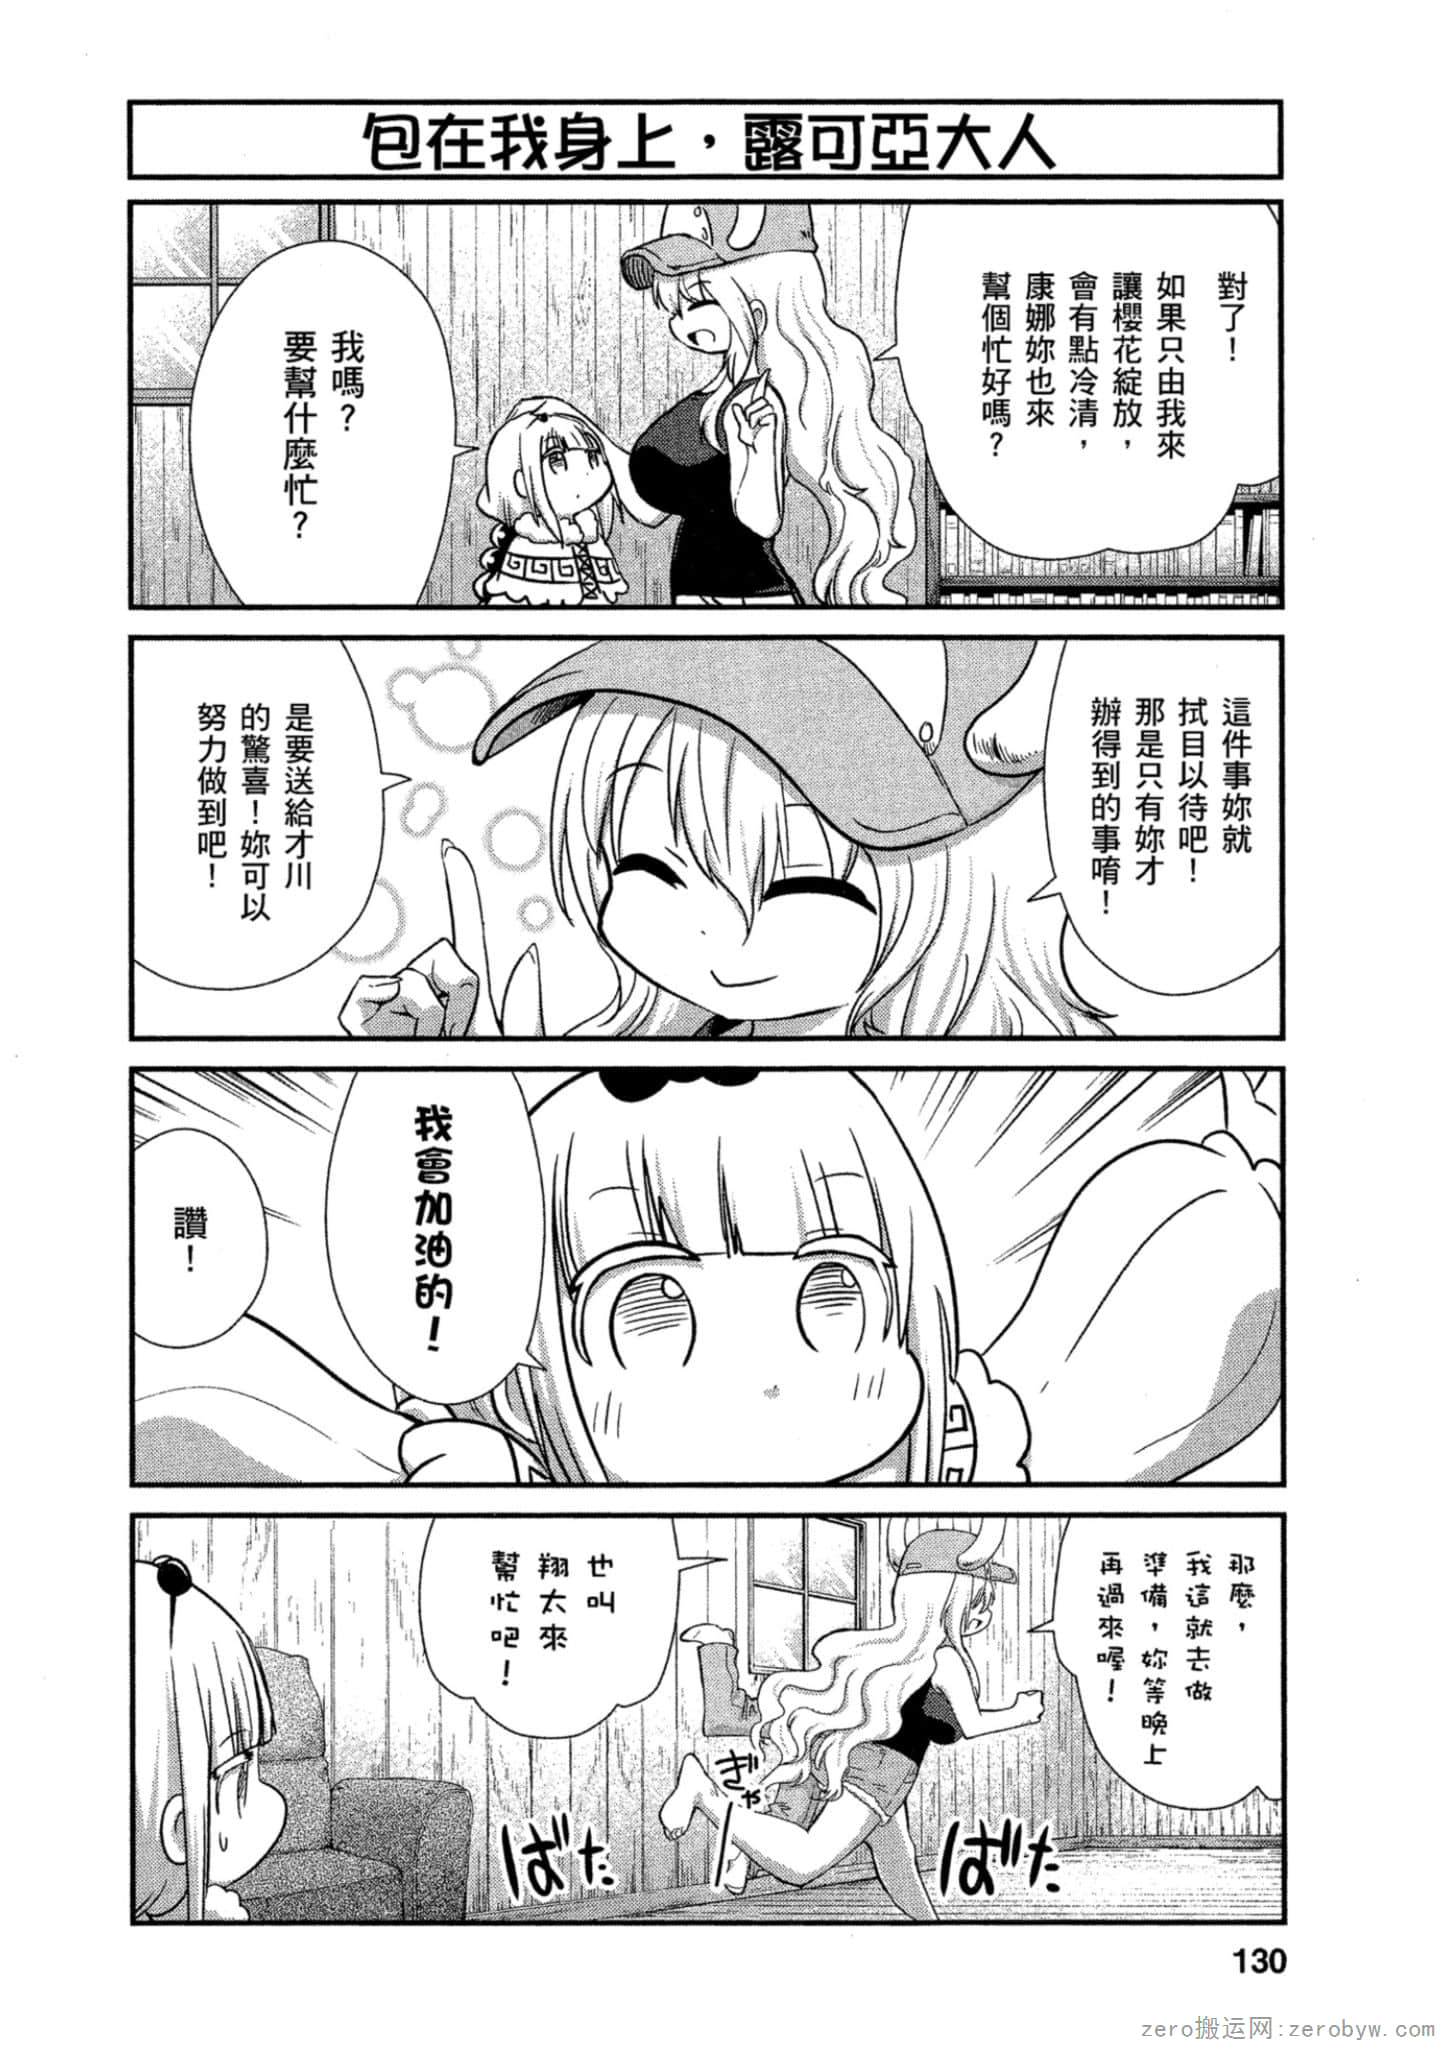 包在我身上，露可亞大人
對了！
如果只由我來
讓櫻花綻放，
會有點冷清，
康娜妳也來
幫個忙好嗎？
我嗎？
要幫什麼忙？
這件事妳就
拭目以待吧！
那是只有妳才
辦得到的事唷！
是要送給才川
的驚喜！妳可以
努力做到吧！
我會加油的！
讚！
那麼，
我這就去做
準備，妳等晚上
再過來喔！
也叫
翔太來
幫忙吧！
ばた
ぎゃー
ばた
130
zero搬运网:zerobyw.com